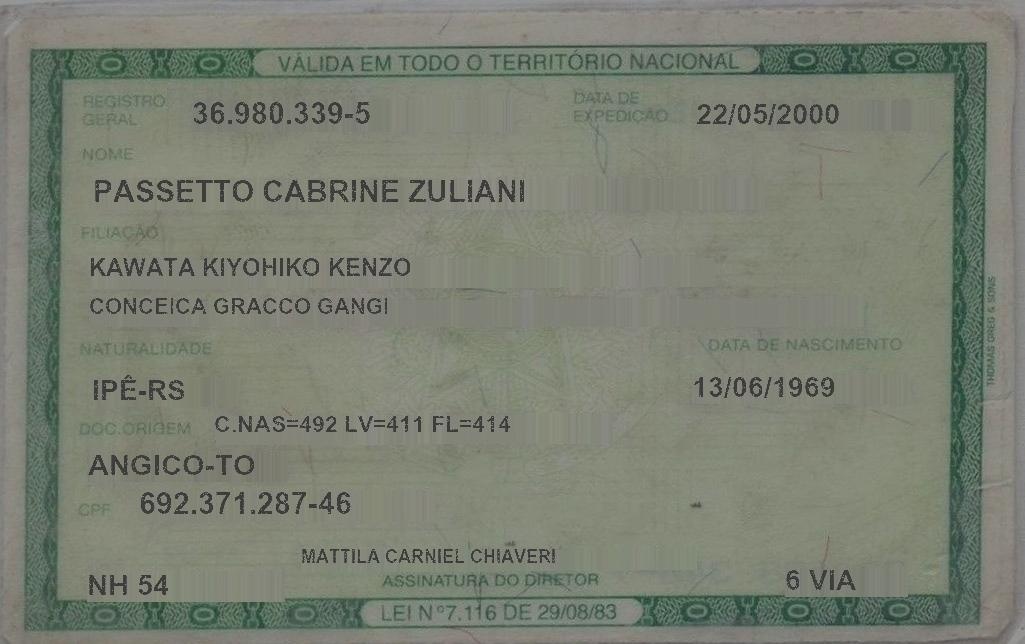 VÁLIDA EM TODO O TERRITÓRIO NACIONAL
REGISTRO GERAL 36.980.339-5 DATA DE EXPEDIÇÃO 22/05/2000
NOME
PASSETTO CABRINE ZULIANI
FILIAÇÃO
KAWATA KIYOHIKO KENZO
CONCEICA GRACCO GANGI
NATURALIDADE DATA DE NASCIMENTO
IPÊ-RS 13/06/1969
DOC.ORIGEM C.NAS=492 LV=411 FL=414
ANGICO-TO
CPF 692.371.287-46
MATTILA CARNIEL CHIAVERI
NH 54 ASSINATURA DO DIRETOR 6 VIA
LEI Nº7.116 DE 29/08/83
THOMAS GREG & SONS